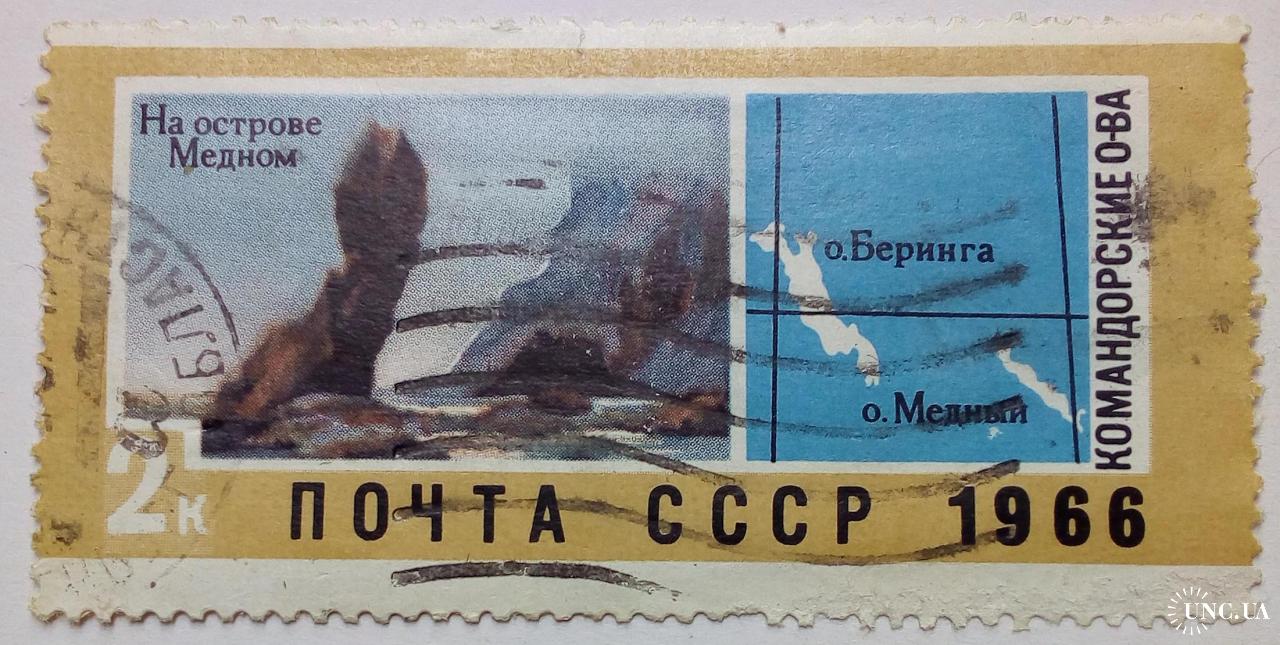 На острове
Медном
о.Беринга
о. Медный
КОМАНДОРСКИЕ О-ВА
2к
ПОЧТА СССР 1966
UNC.UA